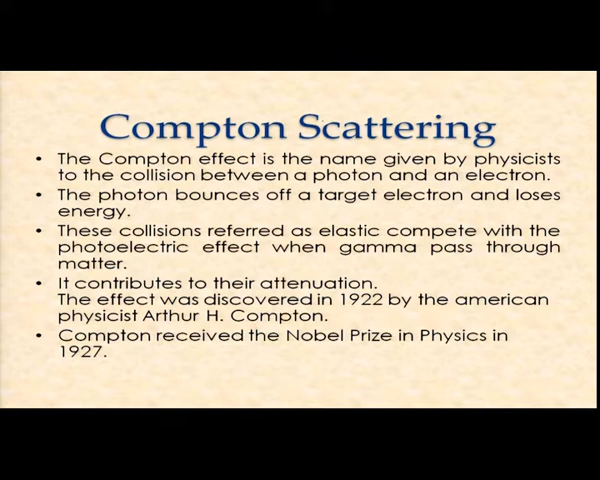 Compton Scattering
• The Compton effect is the name given by physicists
to the collision between a photon and an electron.
• The photon bounces off a target electron and loses
energy.
• These collisions referred as elastic compete with the
photoelectric effect when gamma pass through
matter.
• It contributes to their attenuation.
The effect was discovered in 1922 by the american
physicist Arthur H. Compton.
• Compton received the Nobel Prize in Physics in
1927.